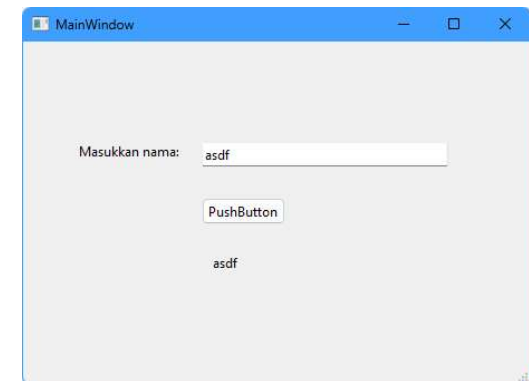 MainWindow
Masukkan nama: asdf
PushButton
asdf